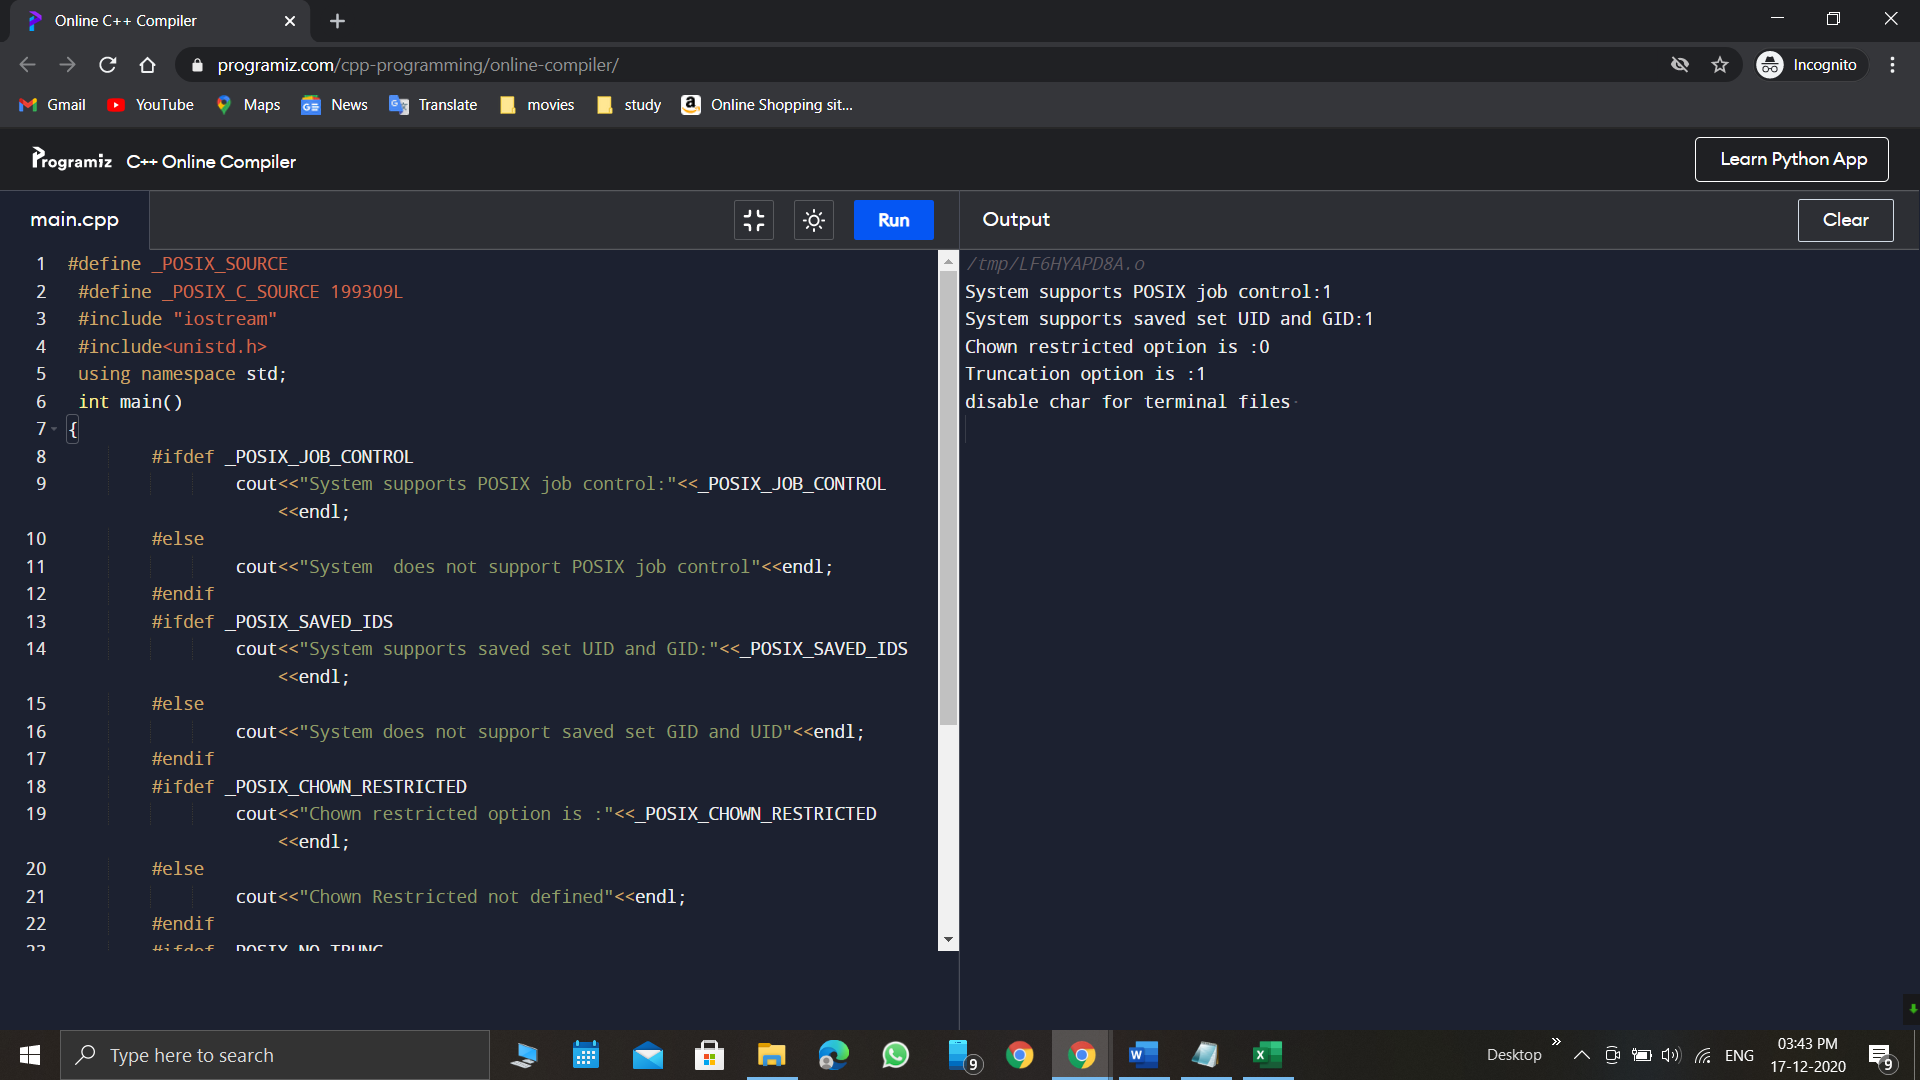 Online C++ Compiler
programiz.com/cpp-programming/online-compiler/
Incognito
Gmail
YouTube
Maps
News
Translate
movies
study
Online Shopping sit...
Programiz C++ Online Compiler
Learn Python App
main.cpp
Run
Output
Clear
1 #define _POSIX_SOURCE
2 #define _POSIX_C_SOURCE 199309L
3 #include "iostream"
4 #include<unistd.h>
5 using namespace std;
6 int main()
7 {
8 #ifdef _POSIX_JOB_CONTROL
9 cout<<"System supports POSIX job control:"<<_POSIX_JOB_CONTROL
<<endl;
10 #else
11 cout<<"System  does not support POSIX job control"<<endl;
12 #endif
13 #ifdef _POSIX_SAVED_IDS
14 cout<<"System supports saved set UID and GID:"<<_POSIX_SAVED_IDS
<<endl;
15 #else
16 cout<<"System does not support saved set GID and UID"<<endl;
17 #endif
18 #ifdef _POSIX_CHOWN_RESTRICTED
19 cout<<"Chown restricted option is :"<<_POSIX_CHOWN_RESTRICTED
<<endl;
20 #else
21 cout<<"Chown Restricted not defined"<<endl;
22 #endif
23 #ifdef _POSIX_NO_TRUNC
/tmp/LF6HYAPD8A.o
System supports POSIX job control:1
System supports saved set UID and GID:1
Chown restricted option is :0
Truncation option is :1
disable char for terminal files
Type here to search
9
Desktop
ENG
03:43 PM
17-12-2020
9